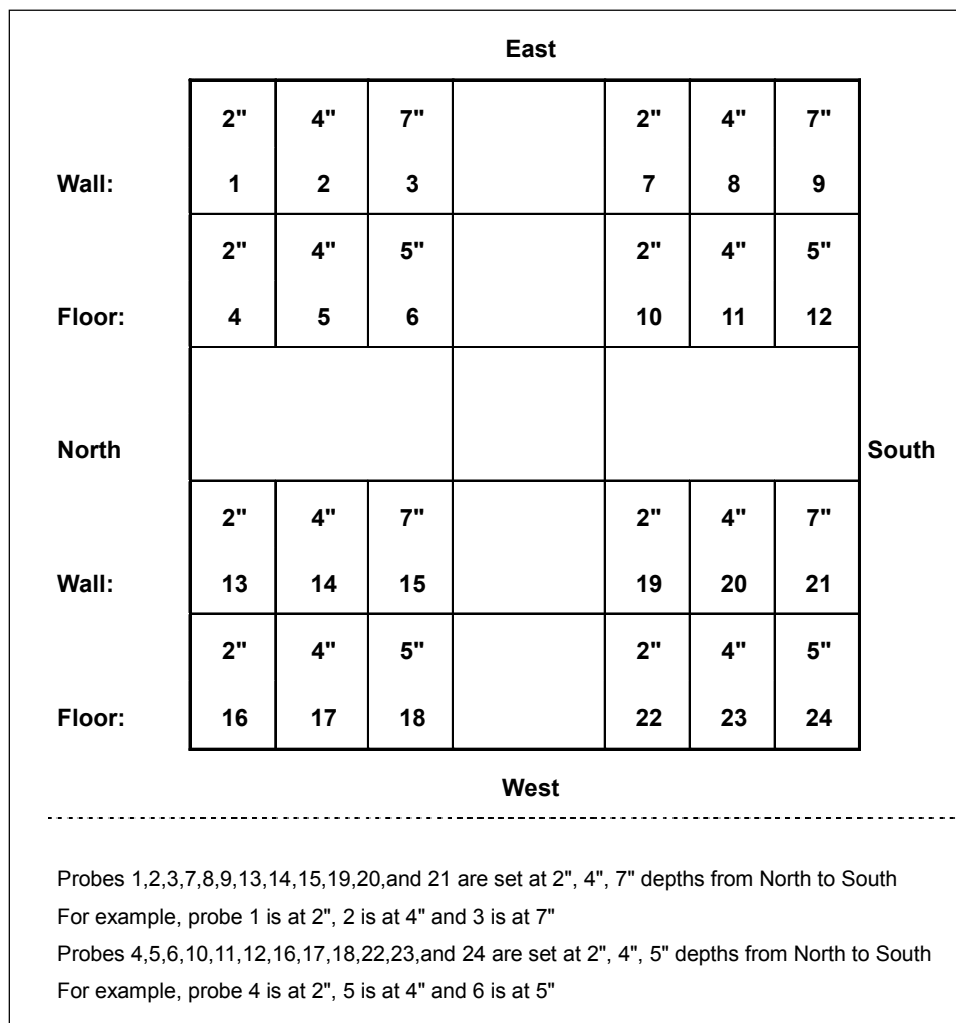 East
2" 4" 7" 2" 4" 7"
Wall: 1 2 3 7 8 9
2" 4" 5" 2" 4" 5"
Floor: 4 5 6 10 11 12
North South
2" 4" 7" 2" 4" 7"
Wall: 13 14 15 19 20 21
2" 4" 5" 2" 4" 5"
Floor: 16 17 18 22 23 24
West
Probes 1,2,3,7,8,9,13,14,15,19,20,and 21 are set at 2", 4", 7" depths from North to South
For example, probe 1 is at 2", 2 is at 4" and 3 is at 7"
Probes 4,5,6,10,11,12,16,17,18,22,23,and 24 are set at 2", 4", 5" depths from North to South
For example, probe 4 is at 2", 5 is at 4" and 6 is at 5"